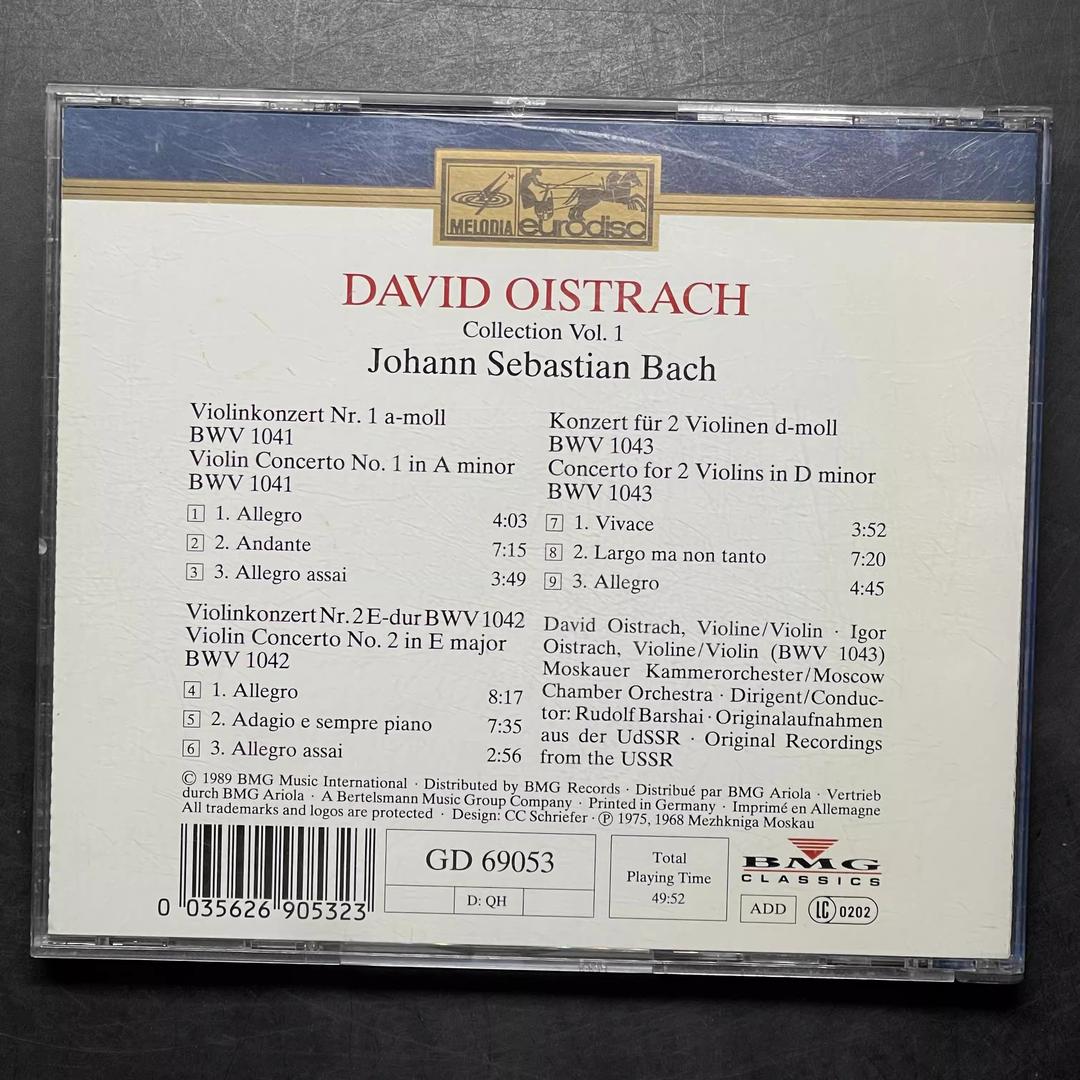 MELODIA eurodisc
DAVID OISTRACH
Collection Vol. 1
Johann Sebastian Bach
Violinkonzert Nr. 1 a-moll
BWV 1041
Violin Concerto No. 1 in A minor
BWV 1041
1 1. Allegro 4:03
2 2. Andante 7:15
3 3. Allegro assai 3:49
Violinkonzert Nr. 2 E-dur BWV 1042
Violin Concerto No. 2 in E major
BWV 1042
4 1. Allegro 8:17
5 2. Adagio e sempre piano 7:35
6 3. Allegro assai 2:56
Konzert für 2 Violinen d-moll
BWV 1043
Concerto for 2 Violins in D minor
BWV 1043
7 1. Vivace 3:52
8 2. Largo ma non tanto 7:20
9 3. Allegro 4:45
David Oistrach, Violine/Violin · Igor
Oistrach, Violine/Violin (BWV 1043)
Moskauer Kammerorchester/Moscow
Chamber Orchestra · Dirigent/Conduc-
tor: Rudolf Barshai · Originalaufnahmen
aus der UdSSR · Original Recordings
from the USSR
© 1989 BMG Music International · Distributed by BMG Records · Distribué par BMG Ariola · Vertrieb
durch BMG Ariola · A Bertelsmann Music Group Company · Printed in Germany · Imprimé en Allemagne
All trademarks and logos are protected · Design: CC Schriefer · ℗ 1975, 1968 Mezhkniga Moskau
0 035626 905323
GD 69053
D: QH
Total
Playing Time
49:52
BMG
CLASSICS
ADD
LC 0202